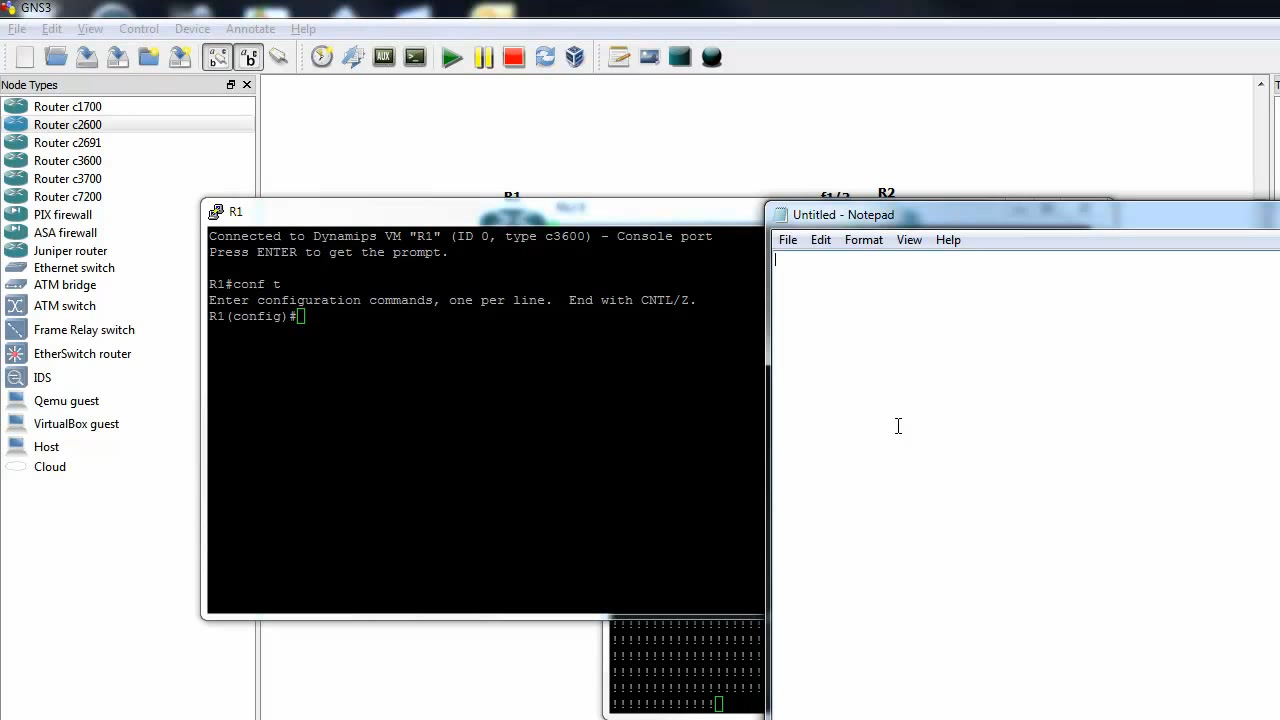 GNS3
File Edit View Control Device Annotate Help
AUX
Node Types
Router c1700
Router c2600
Router c2691
Router c3600
Router c3700
Router c7200
PIX firewall
ASA firewall
Juniper router
Ethernet switch
ATM bridge
ATM switch
Frame Relay switch
EtherSwitch router
IDS
Qemu guest
VirtualBox guest
Host
Cloud
R1
R2
R1
Connected to Dynamips VM "R1" (ID 0, type c3600) - Console port
Press ENTER to get the prompt.
R1#conf t
Enter configuration commands, one per line.  End with CNTL/Z.
R1(config)#
Untitled - Notepad
File Edit Format View Help
!!!!!!!!!!!!!!!!!!!
!!!!!!!!!!!!!!!!!!!
!!!!!!!!!!!!!!!!!!!
!!!!!!!!!!!!!!!!!!!
!!!!!!!!!!!!!!!!!!!
!!!!!!!!!!!!!